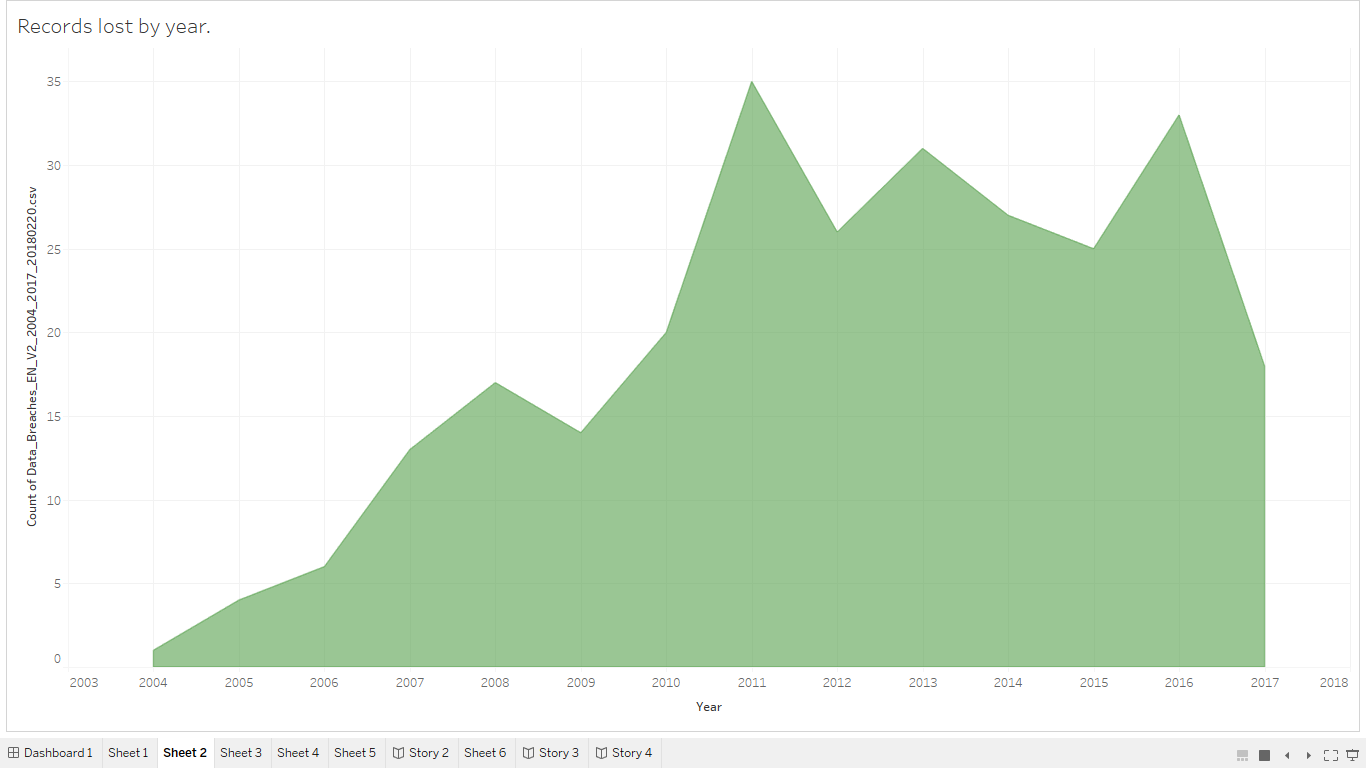 Records lost by year.
35
30
25
20
15
10
5
0
Count of Data_Breaches_EN_V2_2004_2017_20180220.csv
2003 2004 2005 2006 2007 2008 2009 2010 2011 2012 2013 2014 2015 2016 2017 2018
Year
Dashboard 1 Sheet 1 Sheet 2 Sheet 3 Sheet 4 Sheet 5 Story 2 Sheet 6 Story 3 Story 4